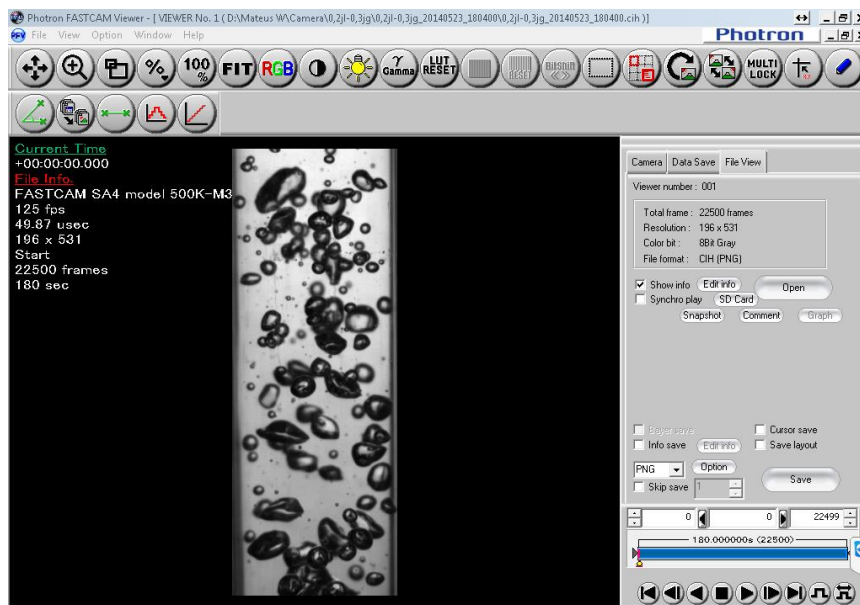 Photron FASTCAM Viewer - [ VIEWER No. 1 ( D:\Mateus W\Camera\0,2jl-0,3jg\0,2jl-0,3jg_20140523_180400\0,2jl-0,3jg_20140523_180400.cih )]
File View Option Window Help
Photron
% 100% FIT RGB γ Gamma LUT RESET RESET Bitshift MULTI LOCK
Current Time
+00:00:00.000
File Info.
FASTCAM SA4 model 500K-M3
125 fps
49.87 usec
196 x 531
Start
22500 frames
180 sec
Camera Data Save File View
Viewer number : 001
Total frame : 22500 frames
Resolution : 196 x 531
Color bit : 8Bit Gray
File format : CIH (PNG)
Show info Edit info Open
Synchro play SD Card
Snapshot Comment Graph
Bayer save Cursor save
Info save Edit info Save layout
PNG Option Save
Skip save 1
0 0 22499
180.000000s (22500)